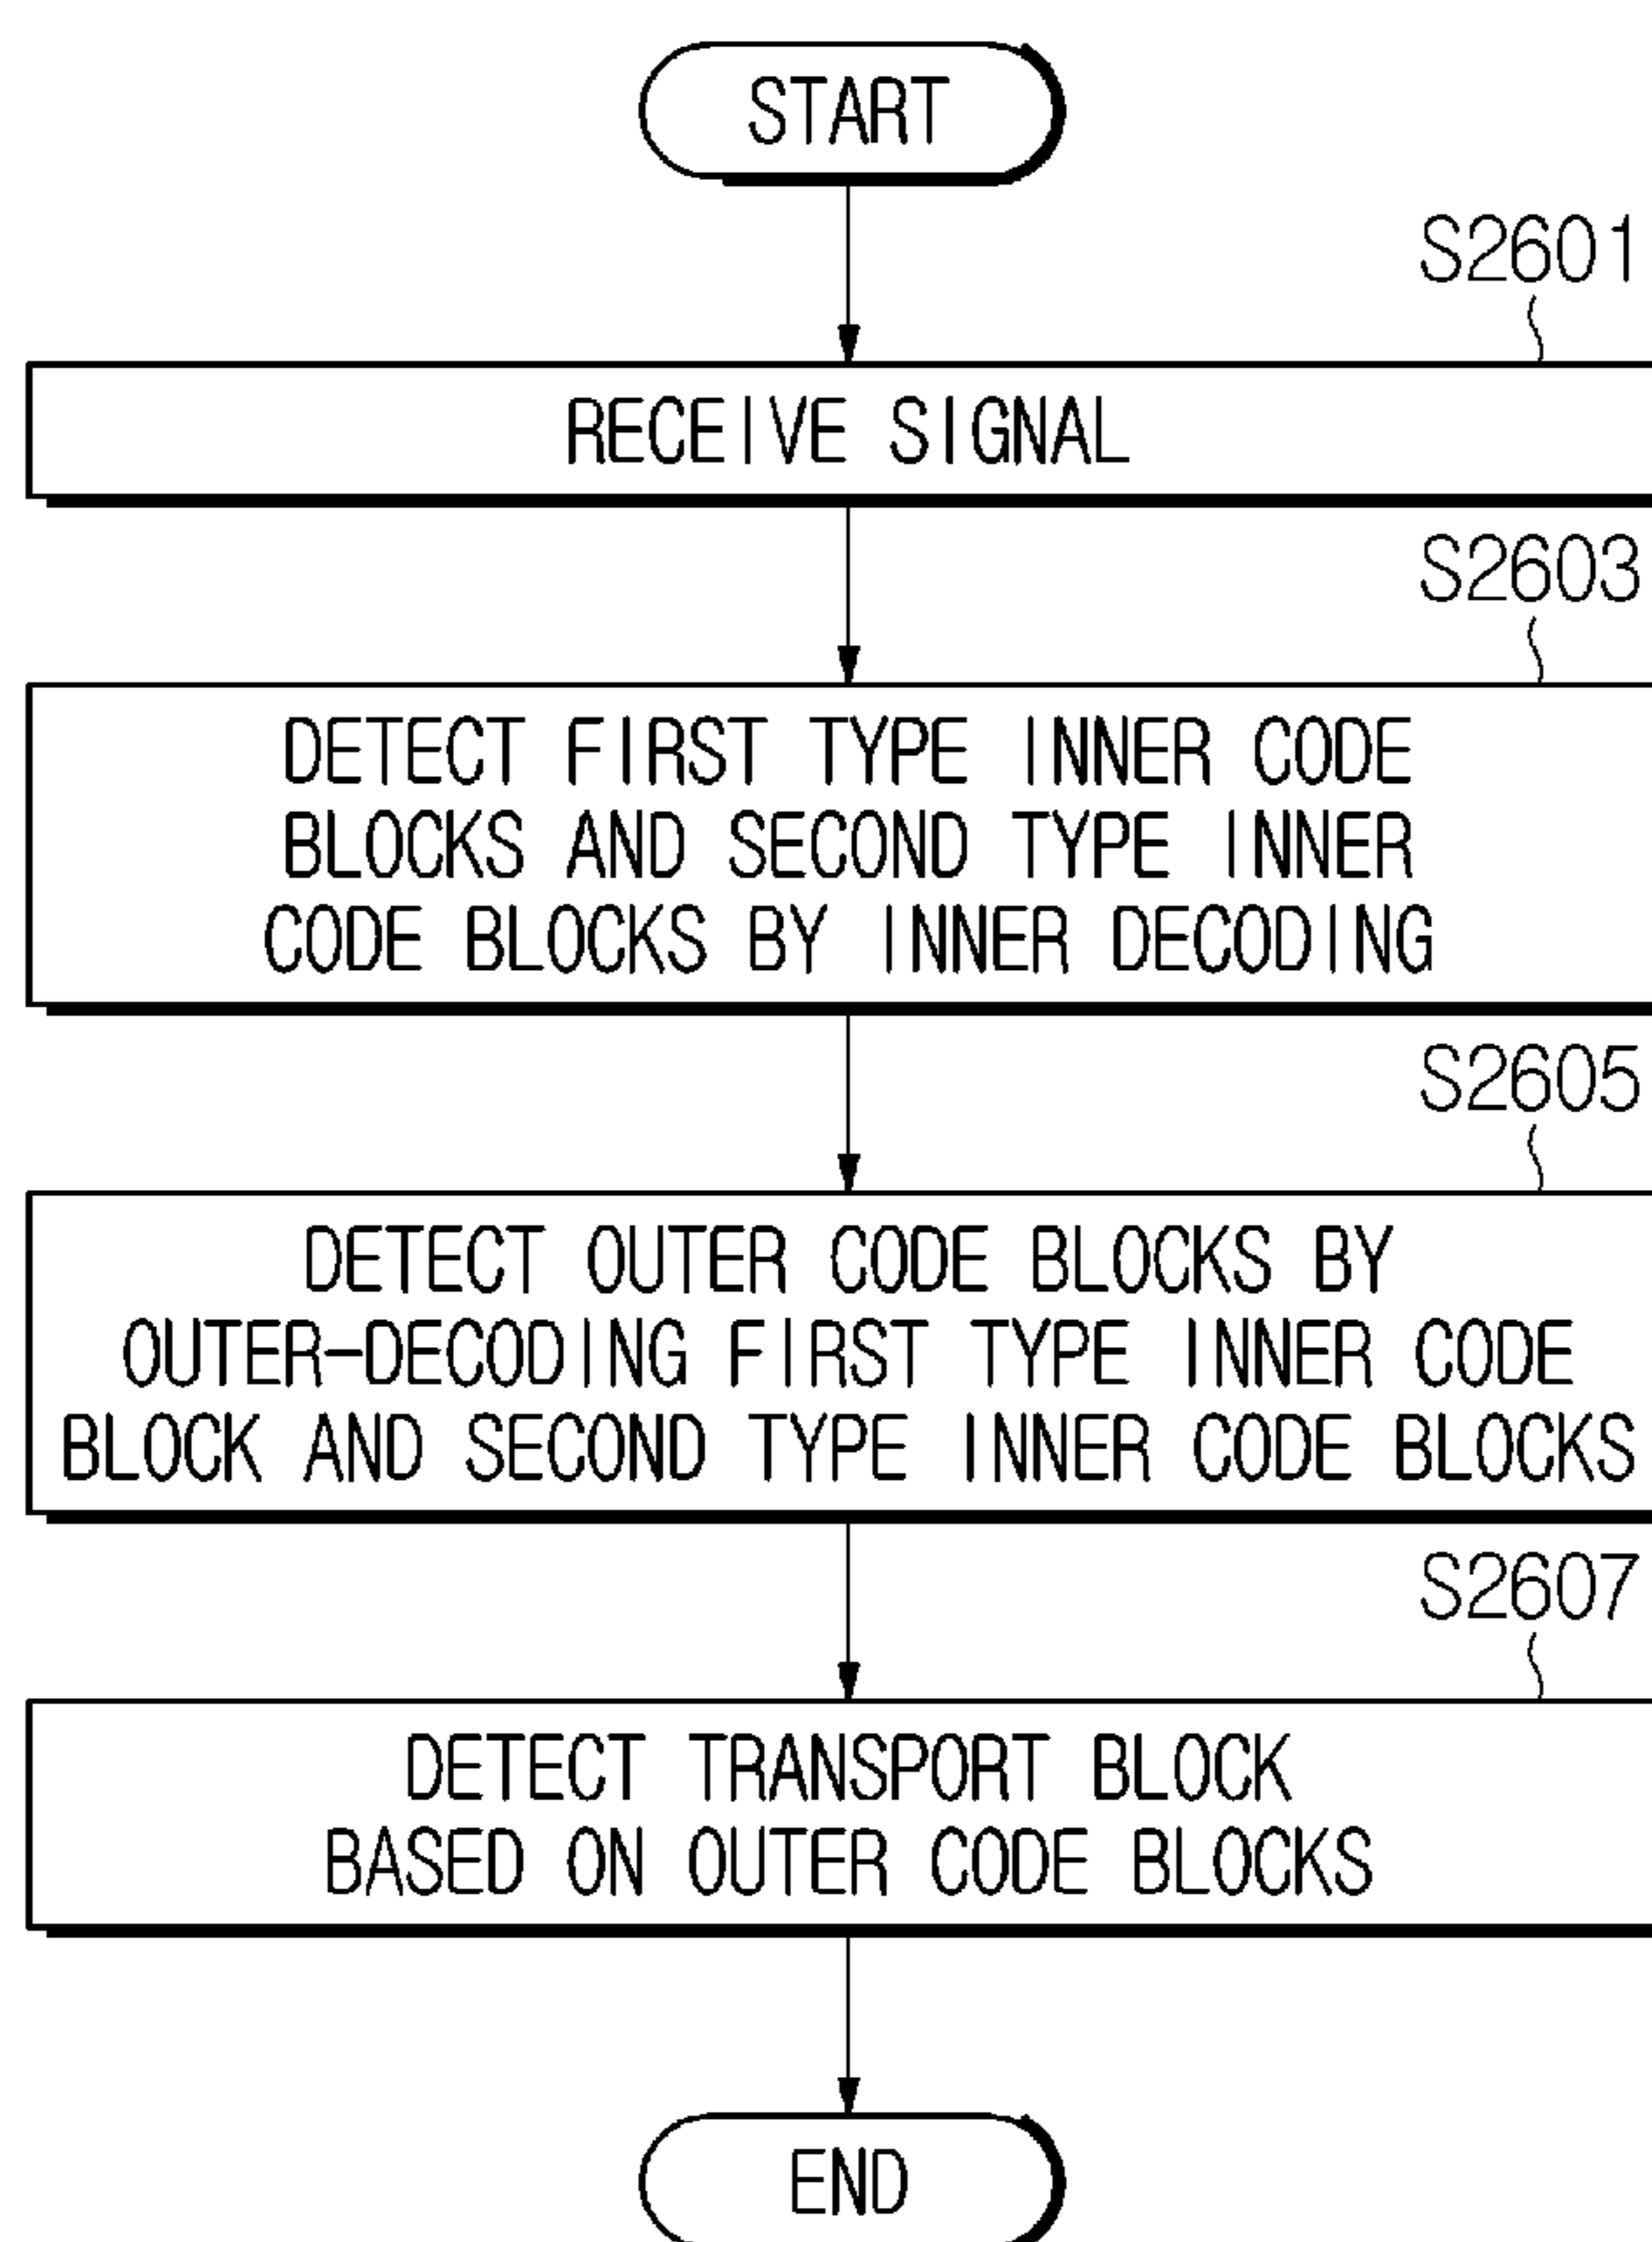 START
S2601
RECEIVE SIGNAL
S2603
DETECT FIRST TYPE INNER CODE
BLOCKS AND SECOND TYPE INNER
CODE BLOCKS BY INNER DECODING
S2605
DETECT OUTER CODE BLOCKS BY
OUTER-DECODING FIRST TYPE INNER CODE
BLOCK AND SECOND TYPE INNER CODE BLOCKS
S2607
DETECT TRANSPORT BLOCK
BASED ON OUTER CODE BLOCKS
END